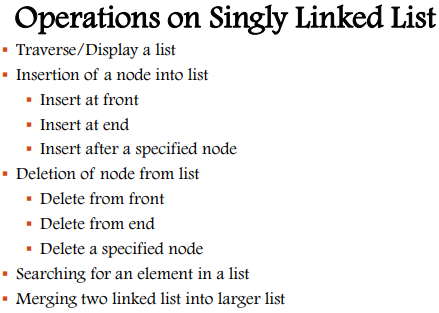 Operations on Singly Linked List
▪ Traverse/Display a list
▪ Insertion of a node into list
▪ Insert at front
▪ Insert at end
▪ Insert after a specified node
▪ Deletion of node from list
▪ Delete from front
▪ Delete from end
▪ Delete a specified node
▪ Searching for an element in a list
▪ Merging two linked list into larger list